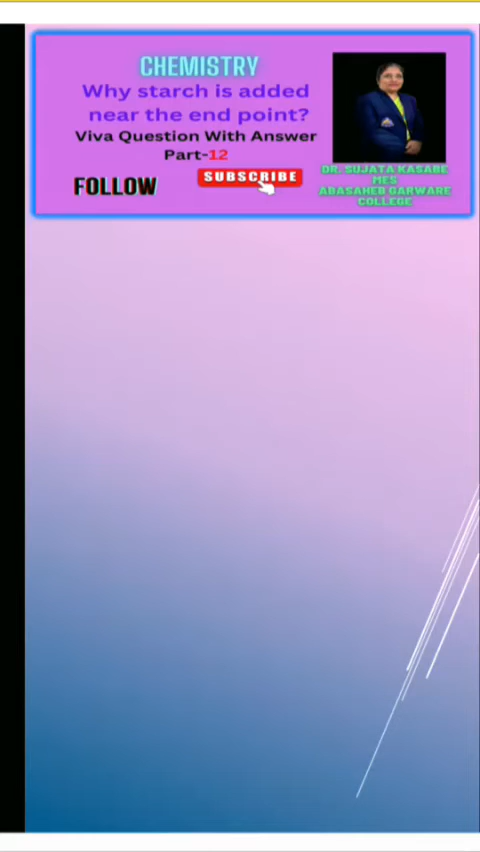 CHEMISTRY
Why starch is added
near the end point?
Viva Question With Answer
Part-12
FOLLOW
SUBSCRIBE
DR. SUJATA KASABE
MES
ABASAHEB GARWARE
COLLEGE